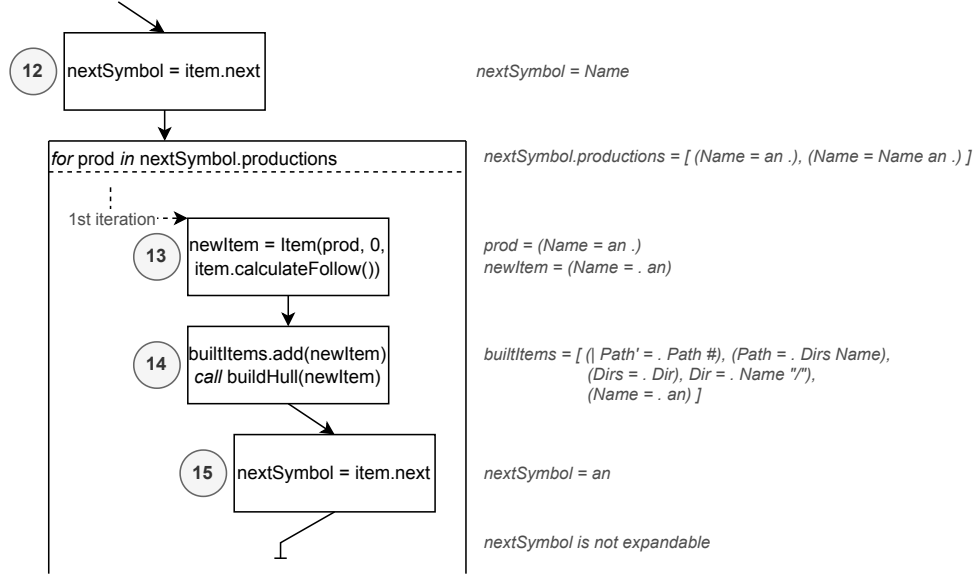 12
nextSymbol = item.next
nextSymbol = Name
for prod in nextSymbol.productions
nextSymbol.productions = [ (Name = an .), (Name = Name an .) ]
1st iteration
13
newItem = Item(prod, 0,
item.calculateFollow())
prod = (Name = an .)
newItem = (Name = . an)
14
builtItems.add(newItem)
call buildHull(newItem)
builtItems = [ (| Path' = . Path #), (Path = . Dirs Name),
(Dirs = . Dir), Dir = . Name "/"),
(Name = . an) ]
15
nextSymbol = item.next
nextSymbol = an
nextSymbol is not expandable